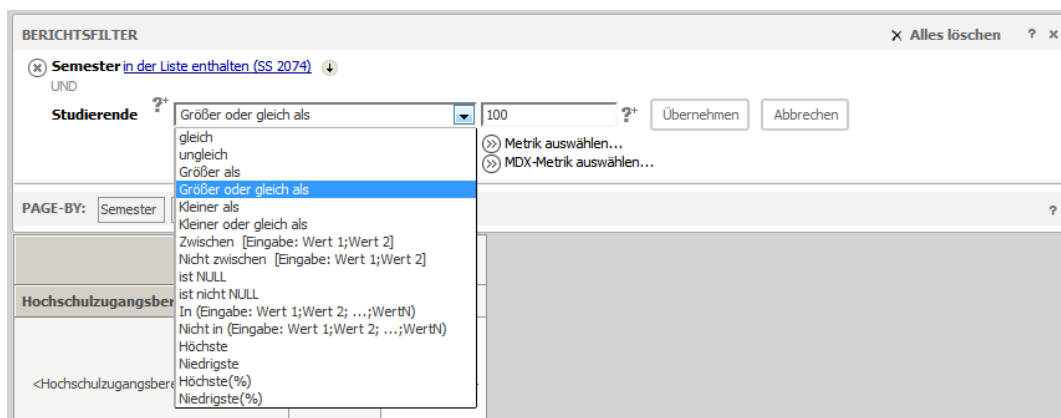 BERICHTSFILTER Alles löschen ? ×
Semester in der Liste enthalten (SS 2074)
UND
Studierende ?+ Größer oder gleich als 100 ?+ Übernehmen Abbrechen
gleich
ungleich
Größer als
Größer oder gleich als
Kleiner als
Kleiner oder gleich als
Zwischen [Eingabe: Wert 1;Wert 2]
Nicht zwischen [Eingabe: Wert 1;Wert 2]
ist NULL
ist nicht NULL
In (Eingabe: Wert 1;Wert 2; ...;WertN)
Nicht in (Eingabe: Wert 1;Wert 2; ...;WertN)
Höchste
Niedrigste
Höchste(%)
Niedrigste(%)
Metrik auswählen...
MDX-Metrik auswählen...
PAGE-BY: Semester ?
Hochschulzugangsber
<Hochschulzugangsbere